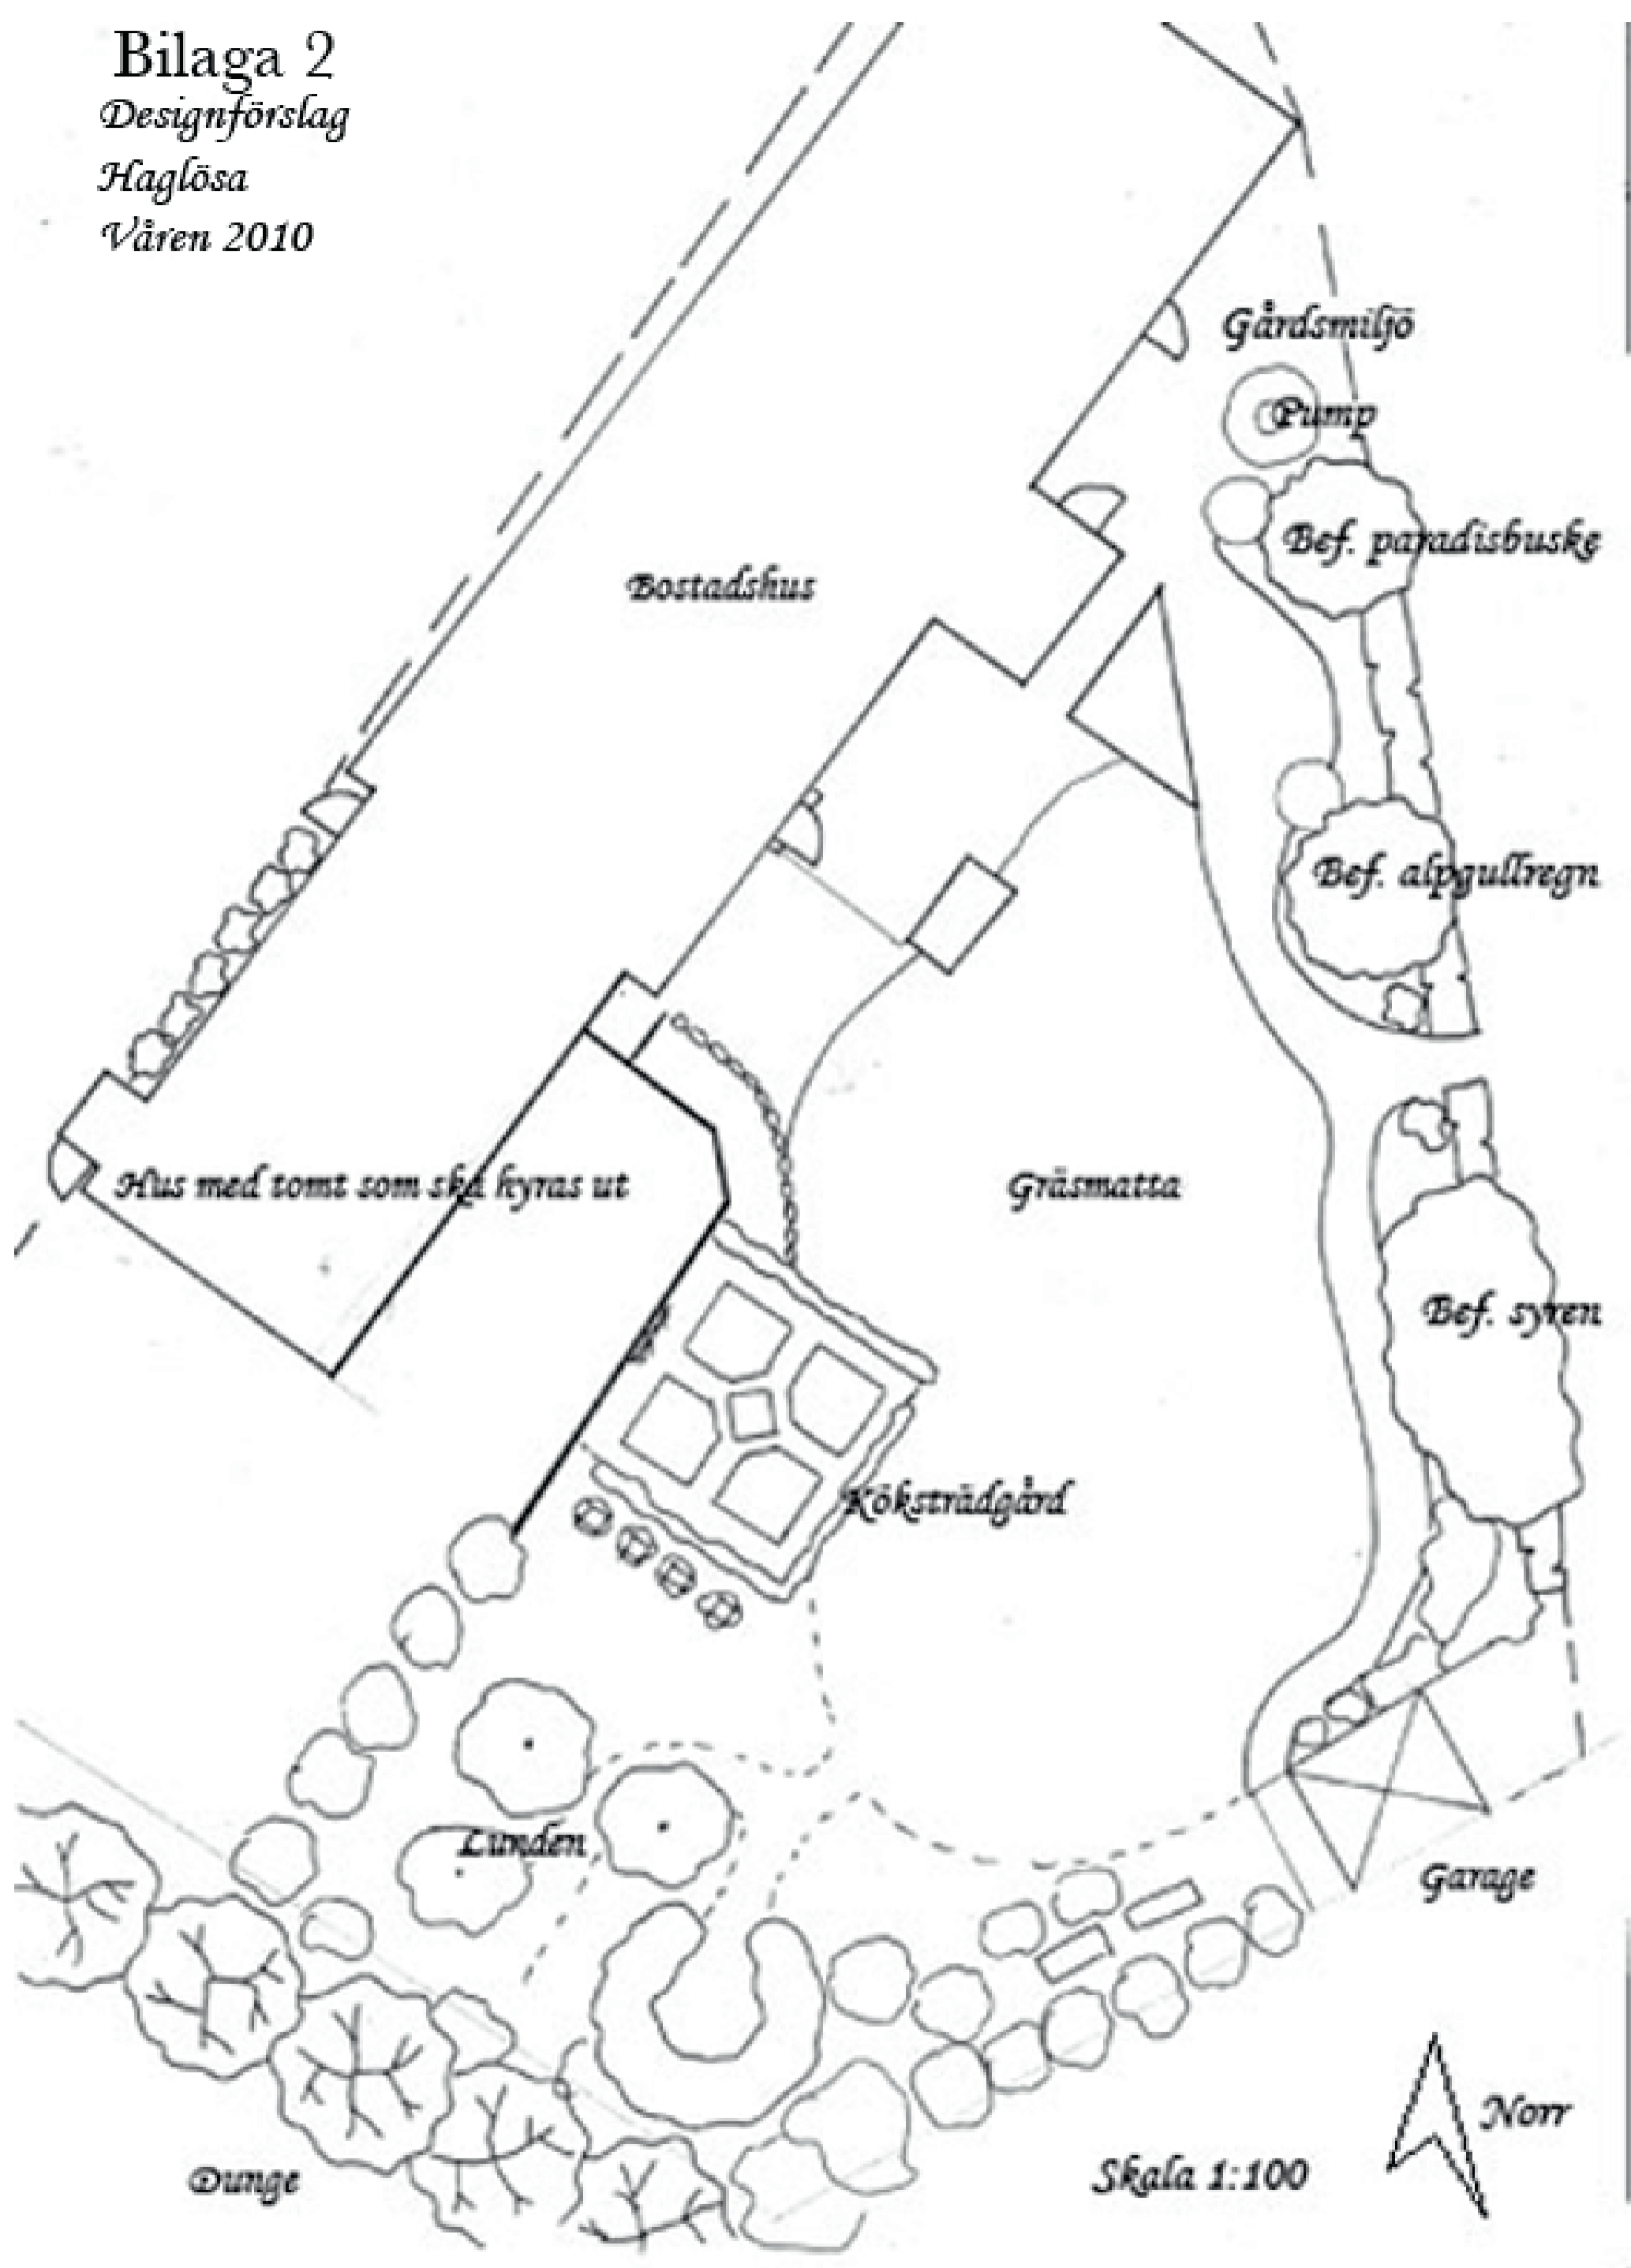 Bilaga 2
Designförslag
Haglösa
Våren 2010
Gårdsmiljö
Pump
Bef. paradisbuske
Bostadshus
Bef. alpgullregn
Hus med tomt som ska hyras ut
Gräsmatta
Bef. syren
Köksträdgård
Lunden
Garage
Norr
Skala 1:100
Dunge